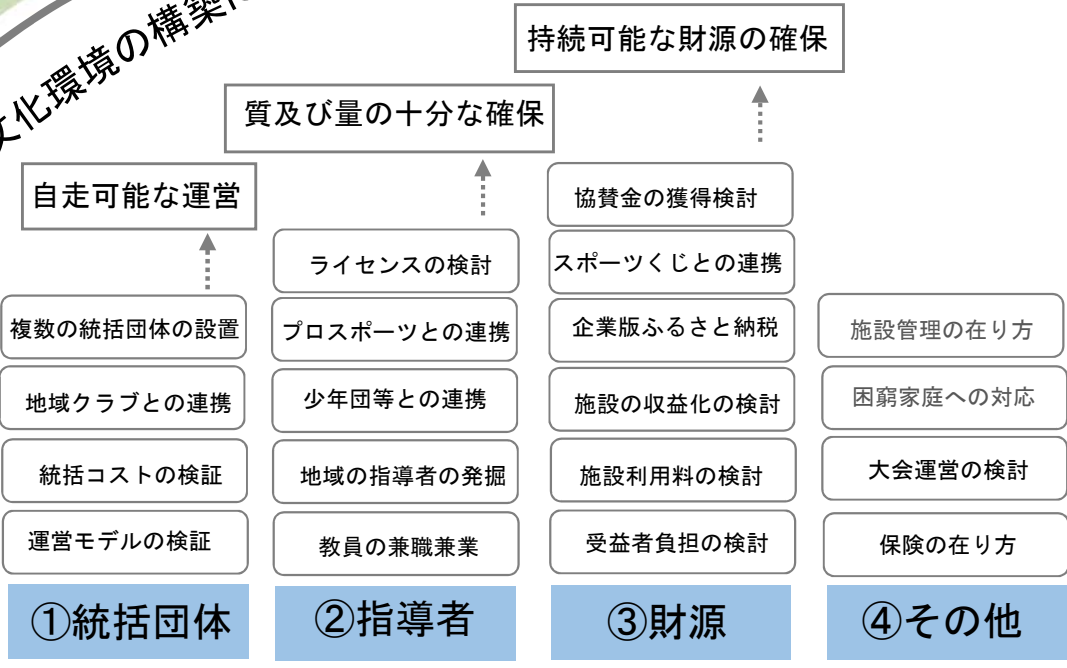 文化環境の構築に
持続可能な財源の確保
質及び量の十分な確保
自走可能な運営
複数の統括団体の設置
地域クラブとの連携
統括コストの検証
運営モデルの検証
①統括団体
ライセンスの検討
プロスポーツとの連携
少年団等との連携
地域の指導者の発掘
教員の兼職兼業
②指導者
協賛金の獲得検討
スポーツくじとの連携
企業版ふるさと納税
施設の収益化の検討
施設利用料の検討
受益者負担の検討
③財源
施設管理の在り方
困窮家庭への対応
大会運営の検討
保険の在り方
④その他